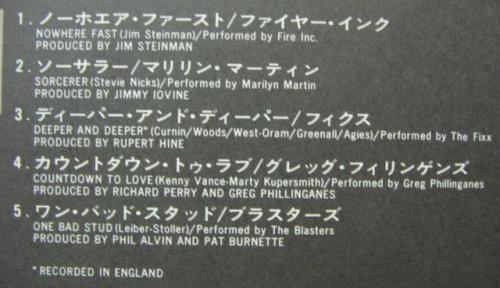 1. ノーホエア・ファースト/ファイヤー・インク
NOWHERE FAST(Jim Steinman)/Performed by Fire Inc.
PRODUCED BY JIM STEINMAN
2. ソーサラー/マリリン・マーティン
SORCERER(Stevie Nicks)/Performed by Marilyn Martin
PRODUCED BY JIMMY IOVINE
3. ディーパー・アンド・ディーパー/フィクス
DEEPER AND DEEPER*(Curnin/Woods/West-Oram/Greenall/Agies)/Performed by The Fixx
PRODUCED BY RUPERT HINE
4. カウントダウン・トゥ・ラブ/グレッグ・フィリンゲンズ
COUNTDOWN TO LOVE(Kenny Vance-Marty Kupersmith)/Performed by Greg Phillinganes
PRODUCED BY RICHARD PERRY AND GREG PHILLINGANES
5. ワン・バッド・スタッド/ブラスターズ
ONE BAD STUD(Leiber-Stoller)/Performed by The Blasters
PRODUCED BY PHIL ALVIN AND PAT BURNETTE
*RECORDED IN ENGLAND